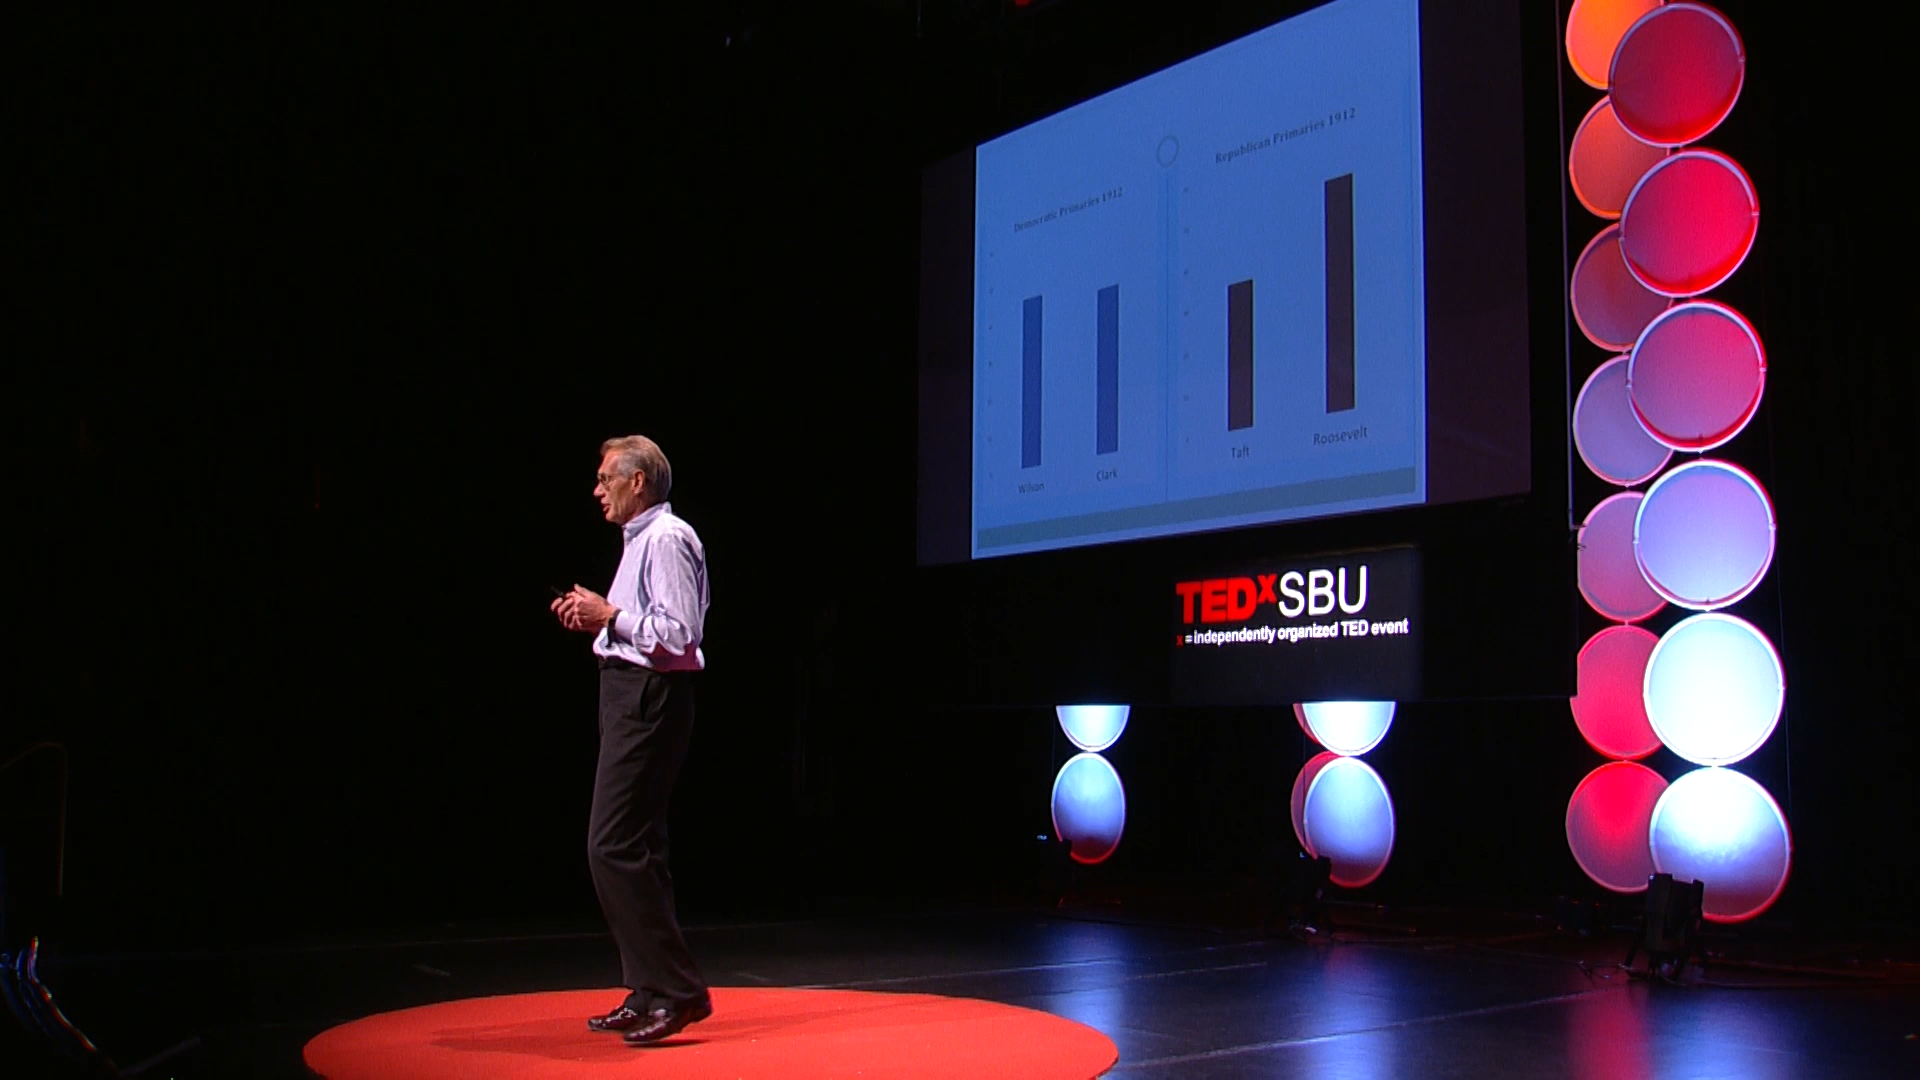 Democratic Primaries 1912
Republican Primaries 1912
Wilson
Clark
Taft
Roosevelt
TEDxSBU
x = independently organized TED event